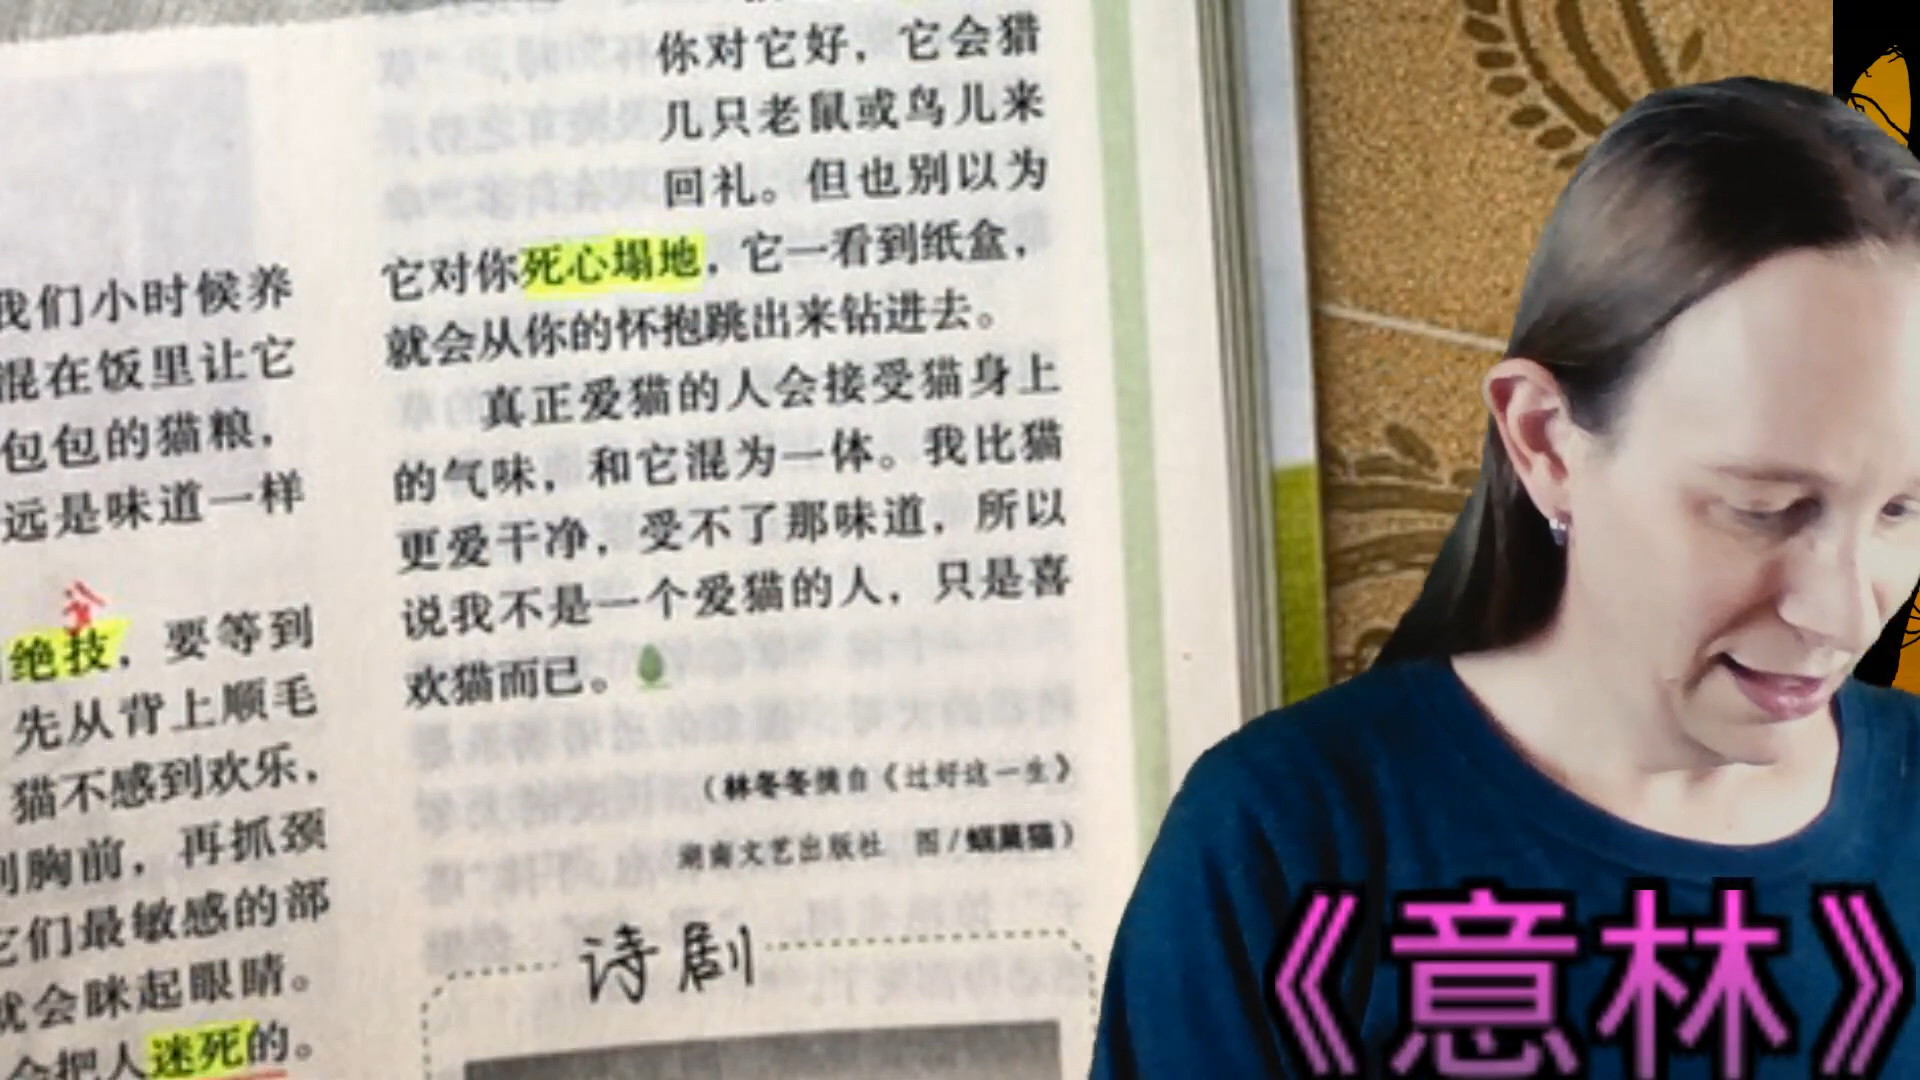 我们小时候养
混在饭里让它
包包的猫粮，
远是味道一样
绝技，要等到
先从背上顺毛
猫不感到欢乐，
到胸前，再抓颈
它们最敏感的部
就会眯起眼睛。
会把人迷死的。
你对它好，它会猎
几只老鼠或鸟儿来
回礼。但也别以为
它对你死心塌地，它一看到纸盒，
就会从你的怀抱跳出来钻进去。
真正爱猫的人会接受猫身上
的气味，和它混为一体。我比猫
更爱干净，受不了那味道，所以
说我不是一个爱猫的人，只是喜
欢猫而已。
（林冬冬摘自《过好这一生》
湖南文艺出版社 图/蝈菓猫）
诗剧
《意林》